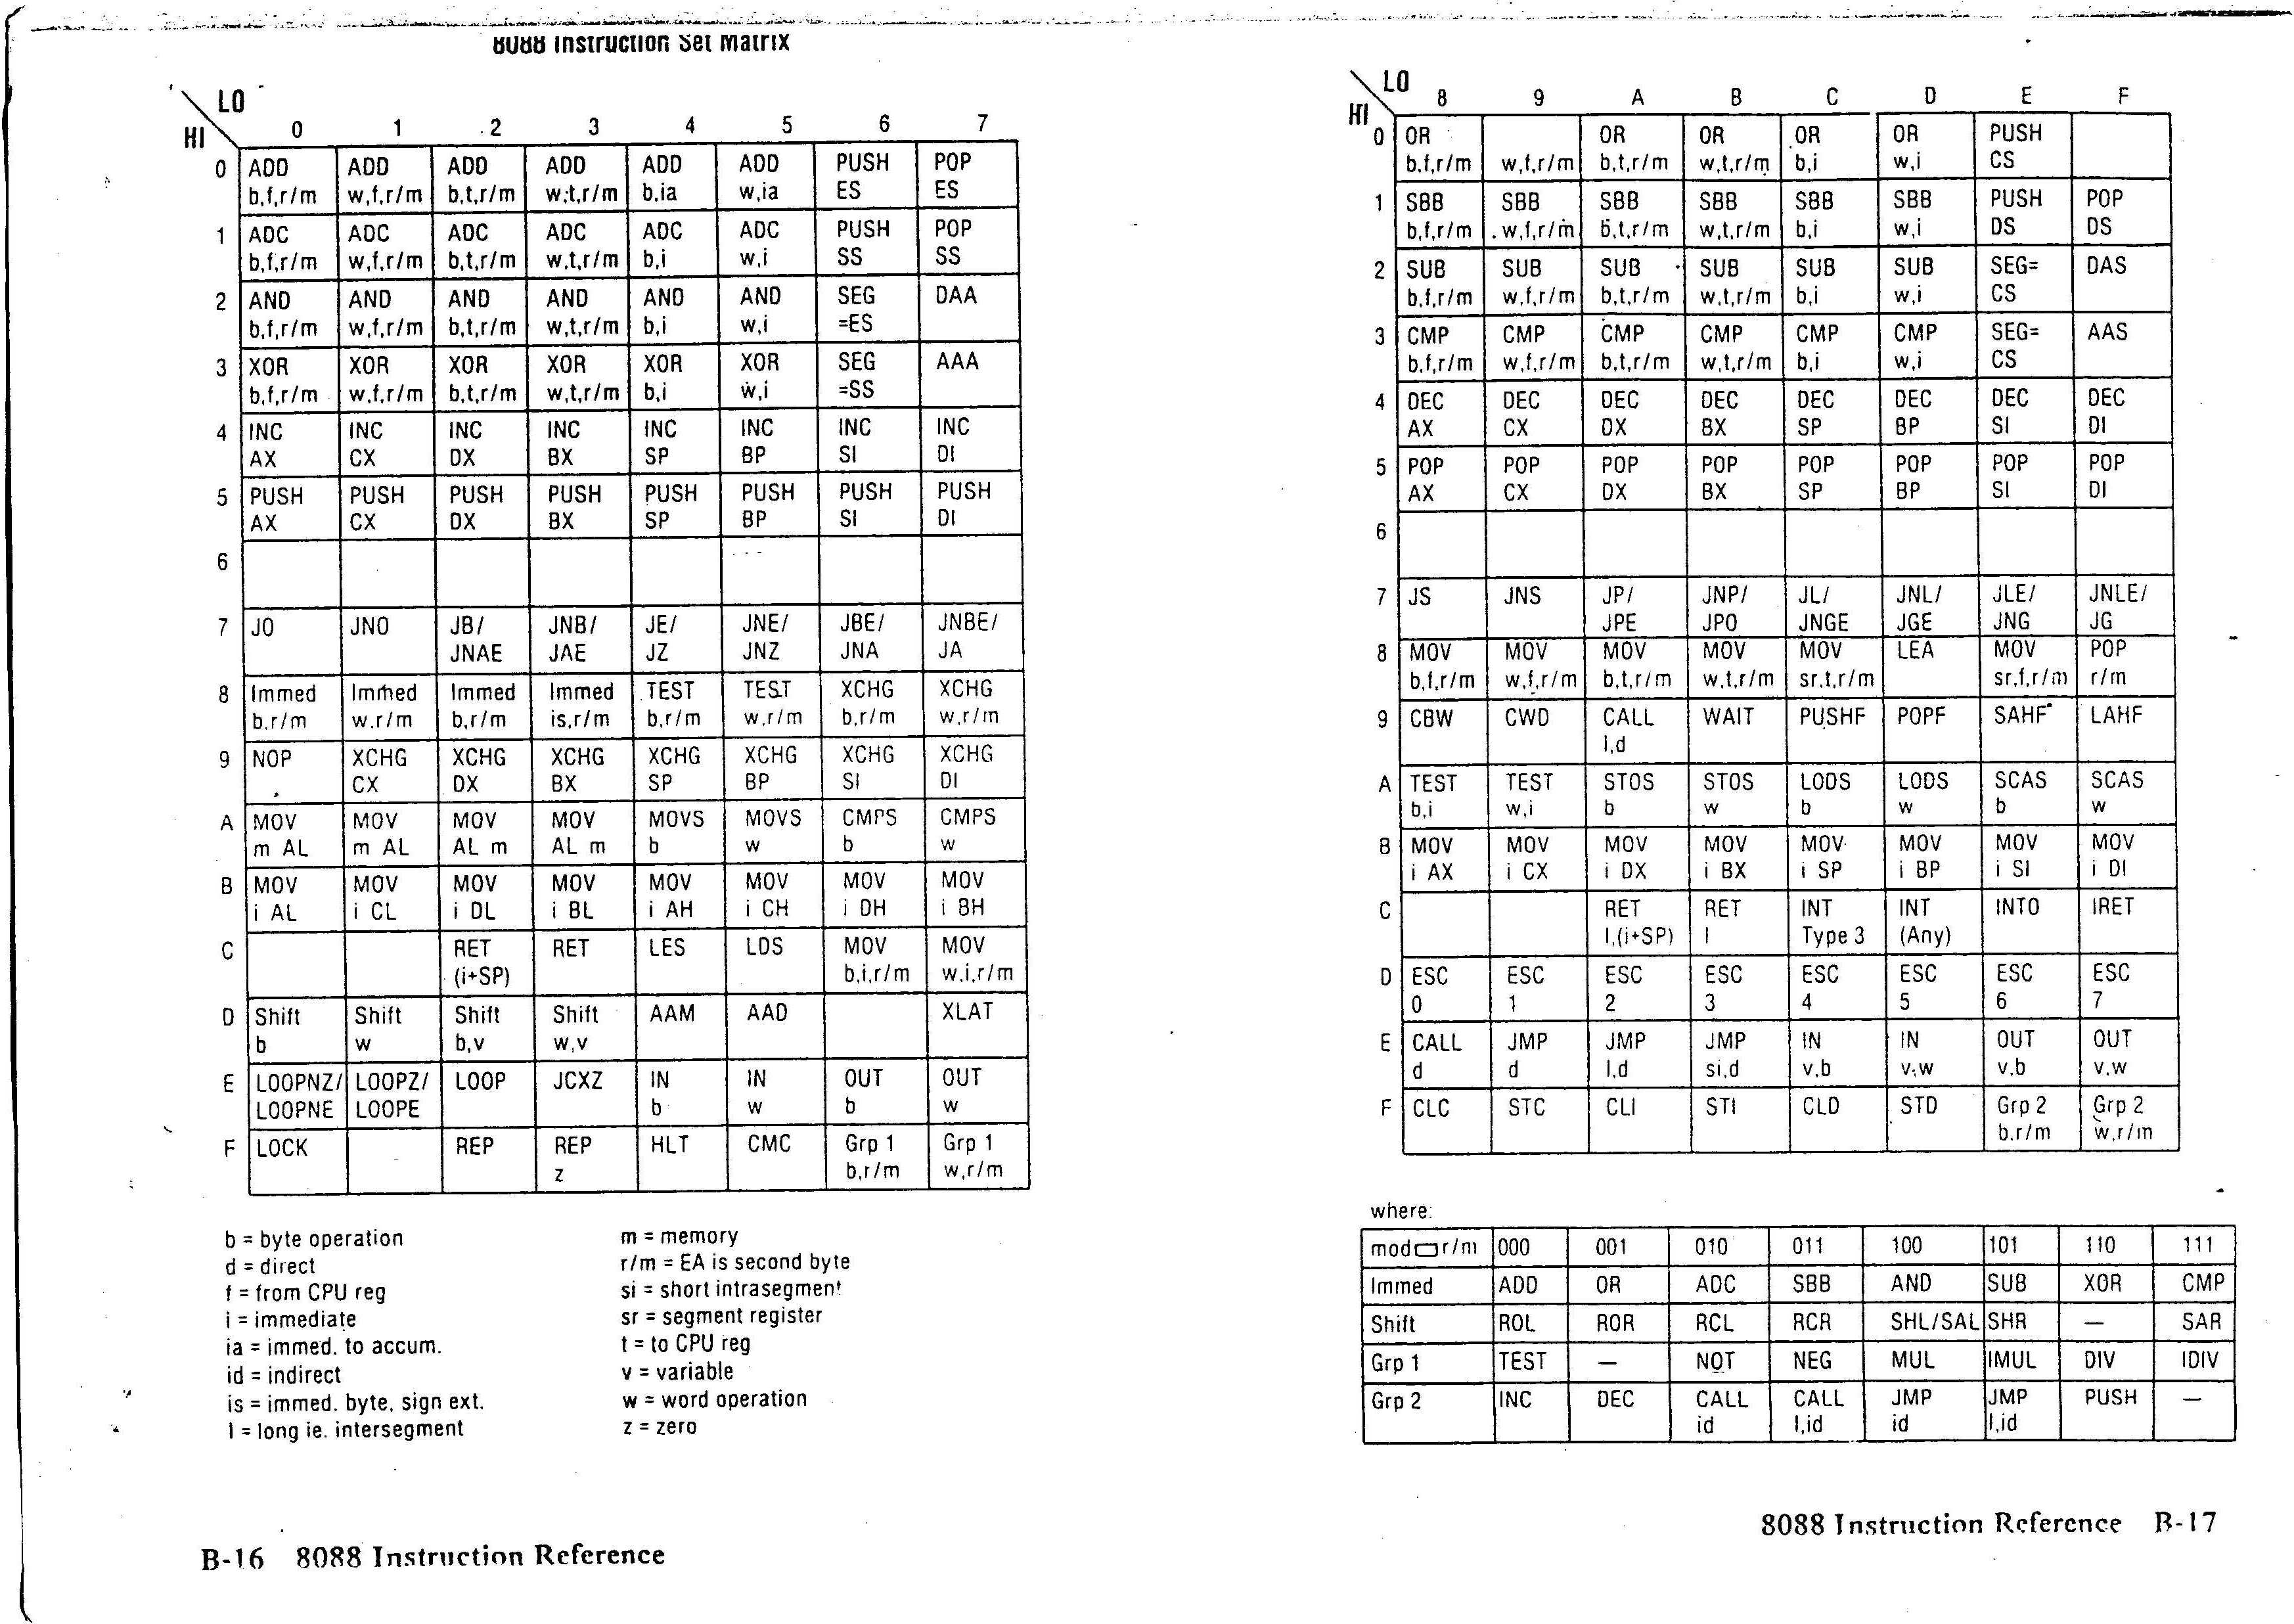 8088 Instruction Set Matrix
LO
HI
0 1 2 3 4 5 6 7
0 ADD ADD ADD ADD ADD ADD PUSH POP
b,f,r/m w,f,r/m b,t,r/m w,t,r/m b,ia w,ia ES ES
1 ADC ADC ADC ADC ADC ADC PUSH POP
b,f,r/m w,f,r/m b,t,r/m w,t,r/m b,i w,i SS SS
2 AND AND AND AND AND AND SEG DAA
b,f,r/m w,f,r/m b,t,r/m w,t,r/m b,i w,i =ES
3 XOR XOR XOR XOR XOR XOR SEG AAA
b,f,r/m w,f,r/m b,t,r/m w,t,r/m b,i w,i =SS
4 INC INC INC INC INC INC INC INC
AX CX DX BX SP BP SI DI
5 PUSH PUSH PUSH PUSH PUSH PUSH PUSH PUSH
AX CX DX BX SP BP SI DI
6
7 JO JNO JB/ JNB/ JE/ JNE/ JBE/ JNBE/
JNAE JAE JZ JNZ JNA JA
8 Immed Immed Immed Immed TEST TEST XCHG XCHG
b,r/m w,r/m b,r/m is,r/m b,r/m w,r/m b,r/m w,r/m
9 NOP XCHG XCHG XCHG XCHG XCHG XCHG XCHG
CX DX BX SP BP SI DI
A MOV MOV MOV MOV MOVS MOVS CMPS CMPS
m AL m AL AL m AL m b w b w
B MOV MOV MOV MOV MOV MOV MOV MOV
i AL i CL i DL i BL i AH i CH i DH i BH
C RET RET LES LDS MOV MOV
(i+SP) b,i,r/m w,i,r/m
D Shift Shift Shift Shift AAM AAD XLAT
b w b,v w,v
E LOOPNZ/ LOOPZ/ LOOP JCXZ IN IN OUT OUT
LOOPNE LOOPE b w b w
F LOCK REP REP HLT CMC Grp 1 Grp 1
z b,r/m w,r/m
b = byte operation
d = direct
f = from CPU reg
i = immediate
ia = immed. to accum.
id = indirect
is = immed. byte, sign ext.
l = long ie. intersegment
m = memory
r/m = EA is second byte
si = short intrasegment
sr = segment register
t = to CPU reg
v = variable
w = word operation
z = zero
B-16 8088 Instruction Reference
LO
HI
8 9 A B C D E F
0 OR OR OR OR OR PUSH
b,f,r/m w,f,r/m b,t,r/m w,t,r/m b,i w,i CS
1 SBB SBB SBB SBB SBB SBB PUSH POP
b,f,r/m w,f,r/m b,t,r/m w,t,r/m b,i w,i DS DS
2 SUB SUB SUB SUB SUB SUB SEG= DAS
b,f,r/m w,f,r/m b,t,r/m w,t,r/m b,i w,i CS
3 CMP CMP CMP CMP CMP CMP SEG= AAS
b,f,r/m w,f,r/m b,t,r/m w,t,r/m b,i w,i CS
4 DEC DEC DEC DEC DEC DEC DEC DEC
AX CX DX BX SP BP SI DI
5 POP POP POP POP POP POP POP POP
AX CX DX BX SP BP SI DI
6
7 JS JNS JP/ JNP/ JL/ JNL/ JLE/ JNLE/
JPE JPO JNGE JGE JNG JG
8 MOV MOV MOV MOV MOV LEA MOV POP
b,f,r/m w,f,r/m b,t,r/m w,t,r/m sr,t,r/m sr,f,r/m r/m
9 CBW CWD CALL WAIT PUSHF POPF SAHF LAHF
l,d
A TEST TEST STOS STOS LODS LODS SCAS SCAS
b,i w,i b w b w b w
B MOV MOV MOV MOV MOV MOV MOV MOV
i AX i CX i DX i BX i SP i BP i SI i DI
C RET RET INT INT INTO IRET
l,(i+SP) l Type 3 (Any)
D ESC ESC ESC ESC ESC ESC ESC ESC
0 1 2 3 4 5 6 7
E CALL JMP JMP JMP IN IN OUT OUT
d d l,d si,d v,b v,w v,b v,w
F CLC STC CLI STI CLD STD Grp 2 Grp 2
b,r/m w,r/m
where:
mod▭r/m 000 001 010 011 100 101 110 111
Immed ADD OR ADC SBB AND SUB XOR CMP
Shift ROL ROR RCL RCR SHL/SAL SHR — SAR
Grp 1 TEST — NOT NEG MUL IMUL DIV IDIV
Grp 2 INC DEC CALL CALL JMP JMP PUSH —
id l,id id l,id
8088 Instruction Reference B-17